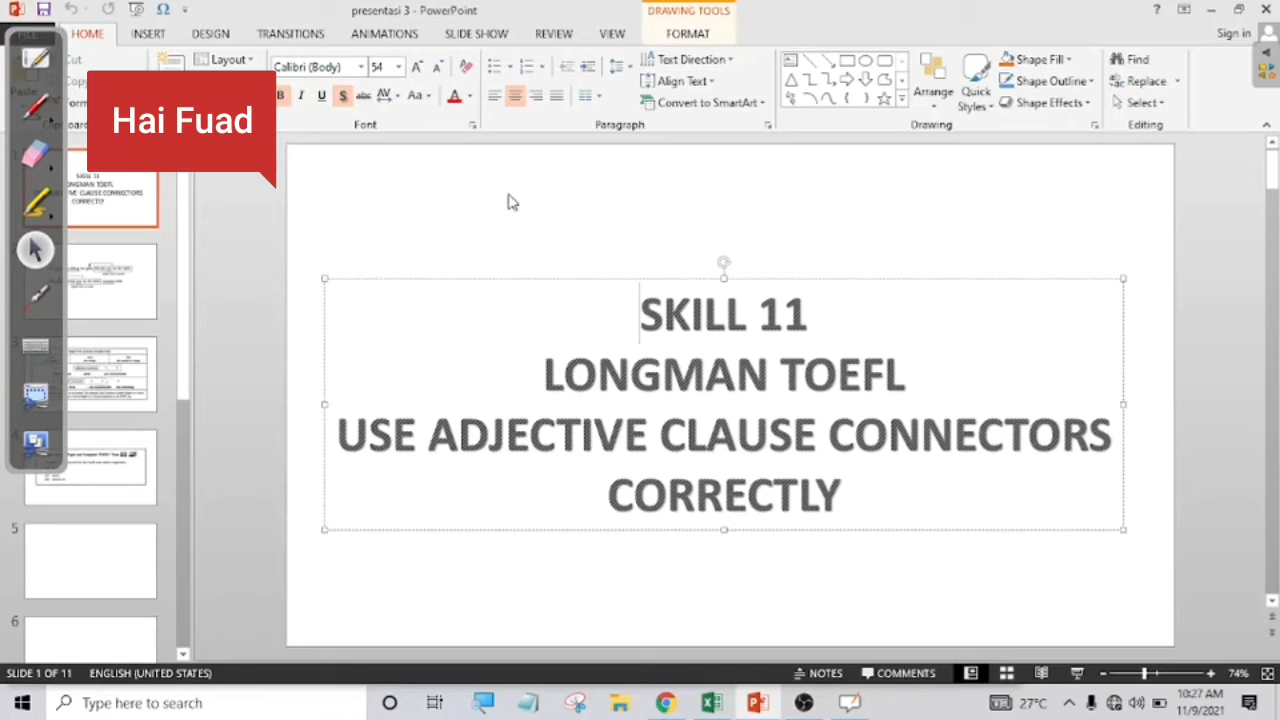 presentasi 3 - PowerPoint
DRAWING TOOLS
Sign in
FILE
HOME
INSERT
DESIGN
TRANSITIONS
ANIMATIONS
SLIDE SHOW
REVIEW
VIEW
FORMAT
Cut
Layout
Calibri (Body)
54
Text Direction
Align Text
Convert to SmartArt
Arrange
Quick Styles
Shape Fill
Shape Outline
Shape Effects
Find
Replace
Select
Paste
Font
Paragraph
Drawing
Editing
Hai Fuad
SKILL 11
LONGMAN TOEFL
USE ADJECTIVE CLAUSE CONNECTORS
CORRECTLY
5
6
SLIDE 1 OF 11
ENGLISH (UNITED STATES)
NOTES
COMMENTS
74%
Type here to search
27°C
10:27 AM
11/9/2021